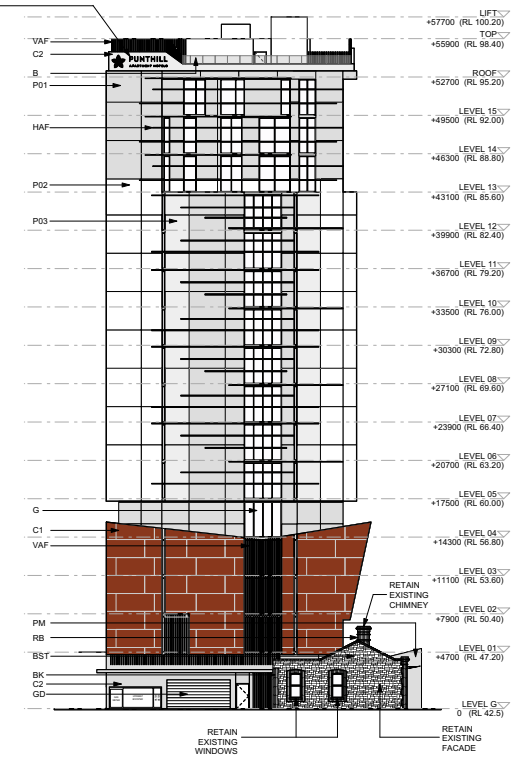 LIFT
+57700 (RL 100.20)
TOP
+55900 (RL 98.40)
VAF
C2
PUNTHILL
APARTMENT HOTELS
B
ROOF
+52700 (RL 95.20)
P01
LEVEL 15
+49500 (RL 92.00)
HAF
LEVEL 14
+46300 (RL 88.80)
P02
LEVEL 13
+43100 (RL 85.60)
P03
LEVEL 12
+39900 (RL 82.40)
LEVEL 11
+36700 (RL 79.20)
LEVEL 10
+33500 (RL 76.00)
LEVEL 09
+30300 (RL 72.80)
LEVEL 08
+27100 (RL 69.60)
LEVEL 07
+23900 (RL 66.40)
LEVEL 06
+20700 (RL 63.20)
LEVEL 05
+17500 (RL 60.00)
G
C1
LEVEL 04
+14300 (RL 56.80)
VAF
LEVEL 03
+11100 (RL 53.60)
RETAIN
EXISTING
CHIMNEY
LEVEL 02
+7900 (RL 50.40)
PM
RB
LEVEL 01
+4700 (RL 47.20)
BST
BK
C2
GD
LEVEL G
0 (RL 42.5)
RETAIN
EXISTING
WINDOWS
RETAIN
EXISTING
FACADE